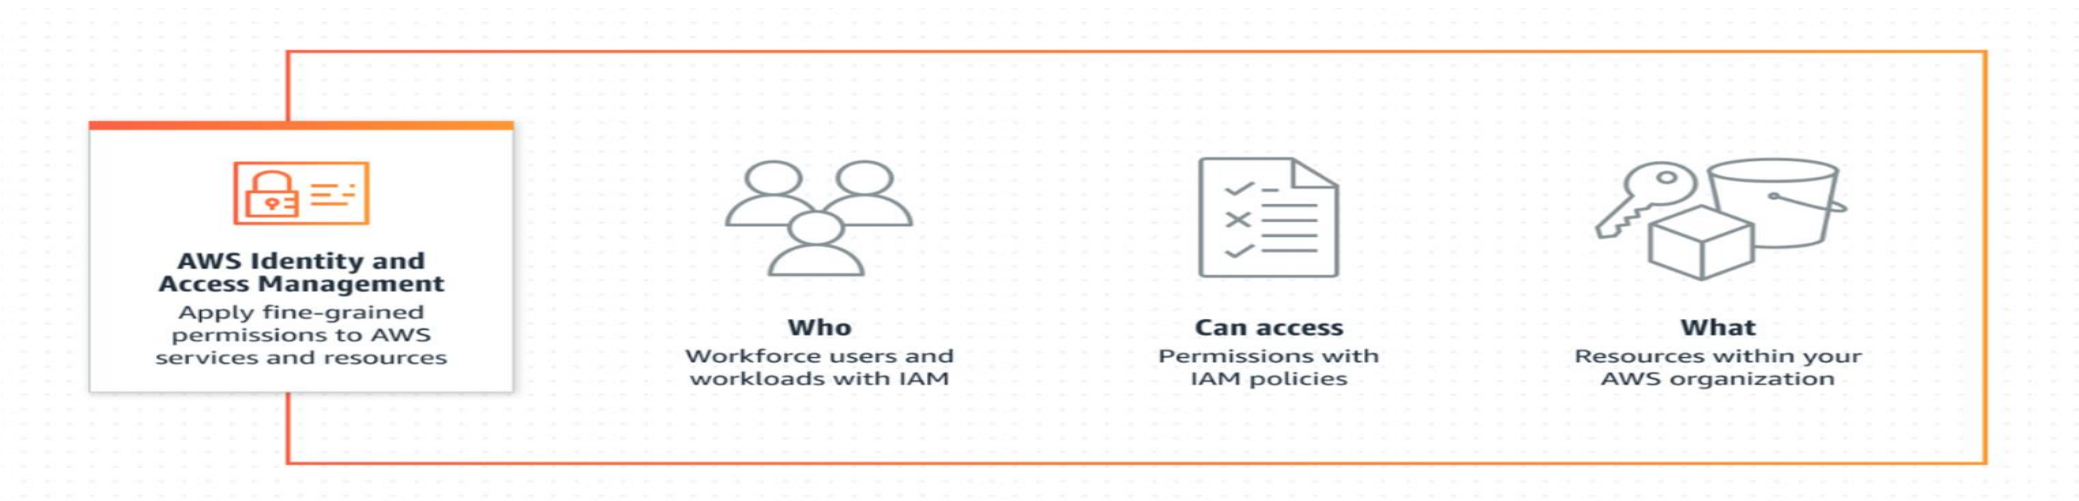 AWS Identity and
Access Management
Apply fine-grained
permissions to AWS
services and resources
Who
Workforce users and
workloads with IAM
Can access
Permissions with
IAM policies
What
Resources within your
AWS organization